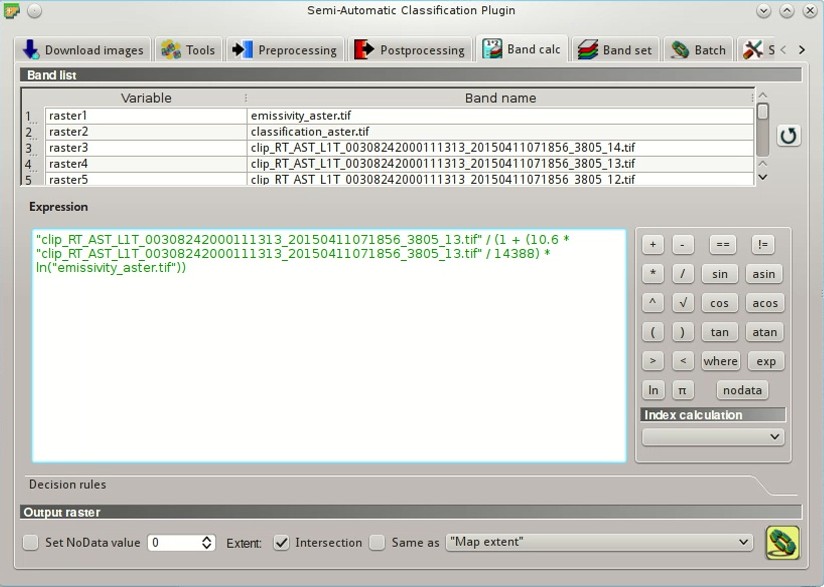 Semi-Automatic Classification Plugin
Download images Tools Preprocessing Postprocessing Band calc Band set Batch S
Band list
Variable Band name
1 raster1 emissivity_aster.tif
2 raster2 classification_aster.tif
3 raster3 clip_RT_AST_L1T_00308242000111313_20150411071856_3805_14.tif
4 raster4 clip_RT_AST_L1T_00308242000111313_20150411071856_3805_13.tif
5 raster5 clip_RT_AST_L1T_00308242000111313_20150411071856_3805_12.tif
Expression
"clip_RT_AST_L1T_00308242000111313_20150411071856_3805_13.tif" / (1 + (10.6 *
"clip_RT_AST_L1T_00308242000111313_20150411071856_3805_13.tif" / 14388) *
ln("emissivity_aster.tif"))
+ - == !=
* / sin asin
^ √ cos acos
( ) tan atan
> < where exp
ln π nodata
Index calculation
Decision rules
Output raster
Set NoData value 0 Extent: Intersection Same as "Map extent"